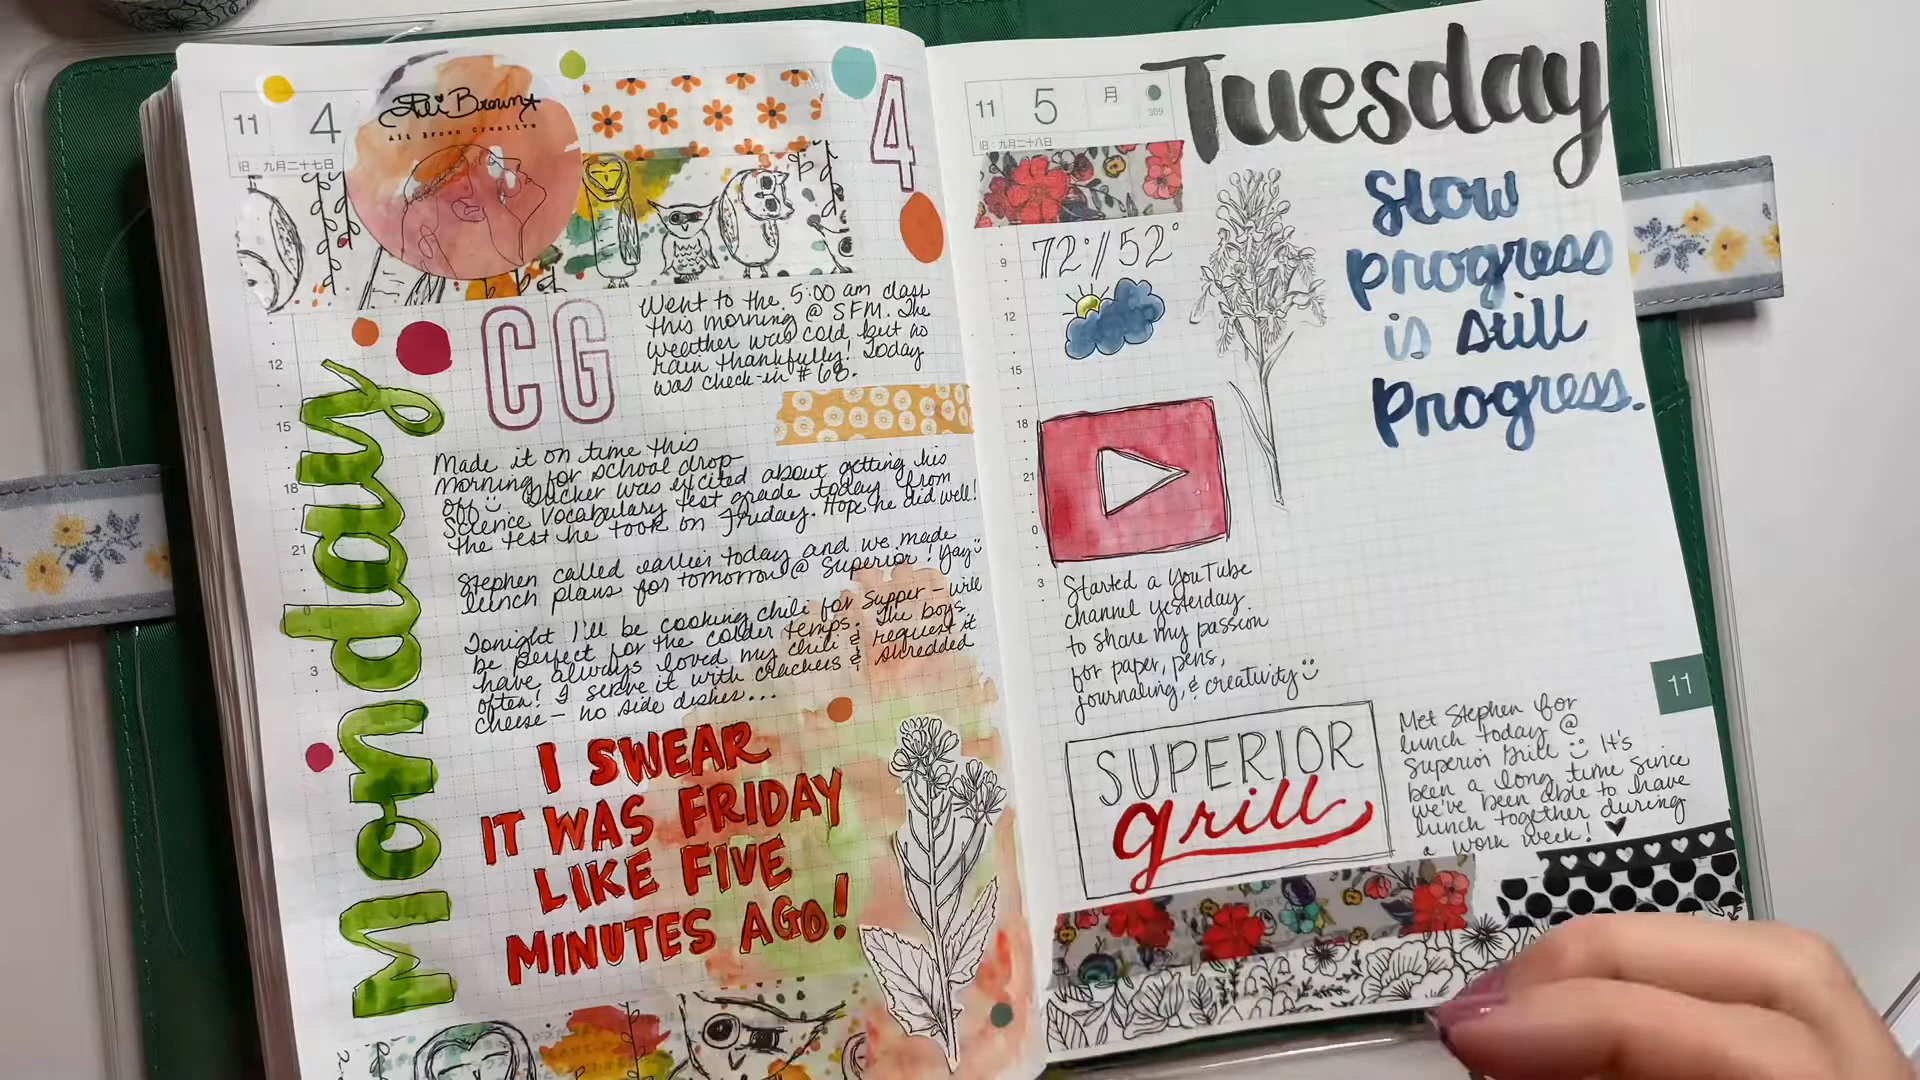 11 4
旧:九月二十七日
Ali Brown
Ali Brown Creative
4
CG
Went to the 5:00 am class
this morning @ SFM. The
weather was cold but no
rain thankfully! Today
was check-in # 68.
12
15
18
21
0
3
Monday
Made it on time this
morning for school drop-
off Tucker was excited about getting his
Science Vocabulary test grade today from
the test he took on Friday. Hope he did well!
Stephen called earlier today and we made
lunch plans for tomorrow @ Superior! Yay
Tonight I'll be cooking chili for supper - will
be perfect for the colder temps. The boys
have always loved my chili & request it
often! I serve it with crackers & shredded
cheese - no side dishes...
I SWEAR
IT WAS FRIDAY
LIKE FIVE
MINUTES AGO!
11 5 月
309
旧:九月二十八日
Tuesday
72°/52°
9
12
15
18
21
0
3
Slow
progress
is still
Progress.
Started a YouTube
channel yesterday
to share my passion
for paper, pens,
journaling, & creativity
SUPERIOR
grill
11
Met Stephen for
lunch today @
Superior Grill It's
been a long time since
we've been able to have
lunch together during
a work week!